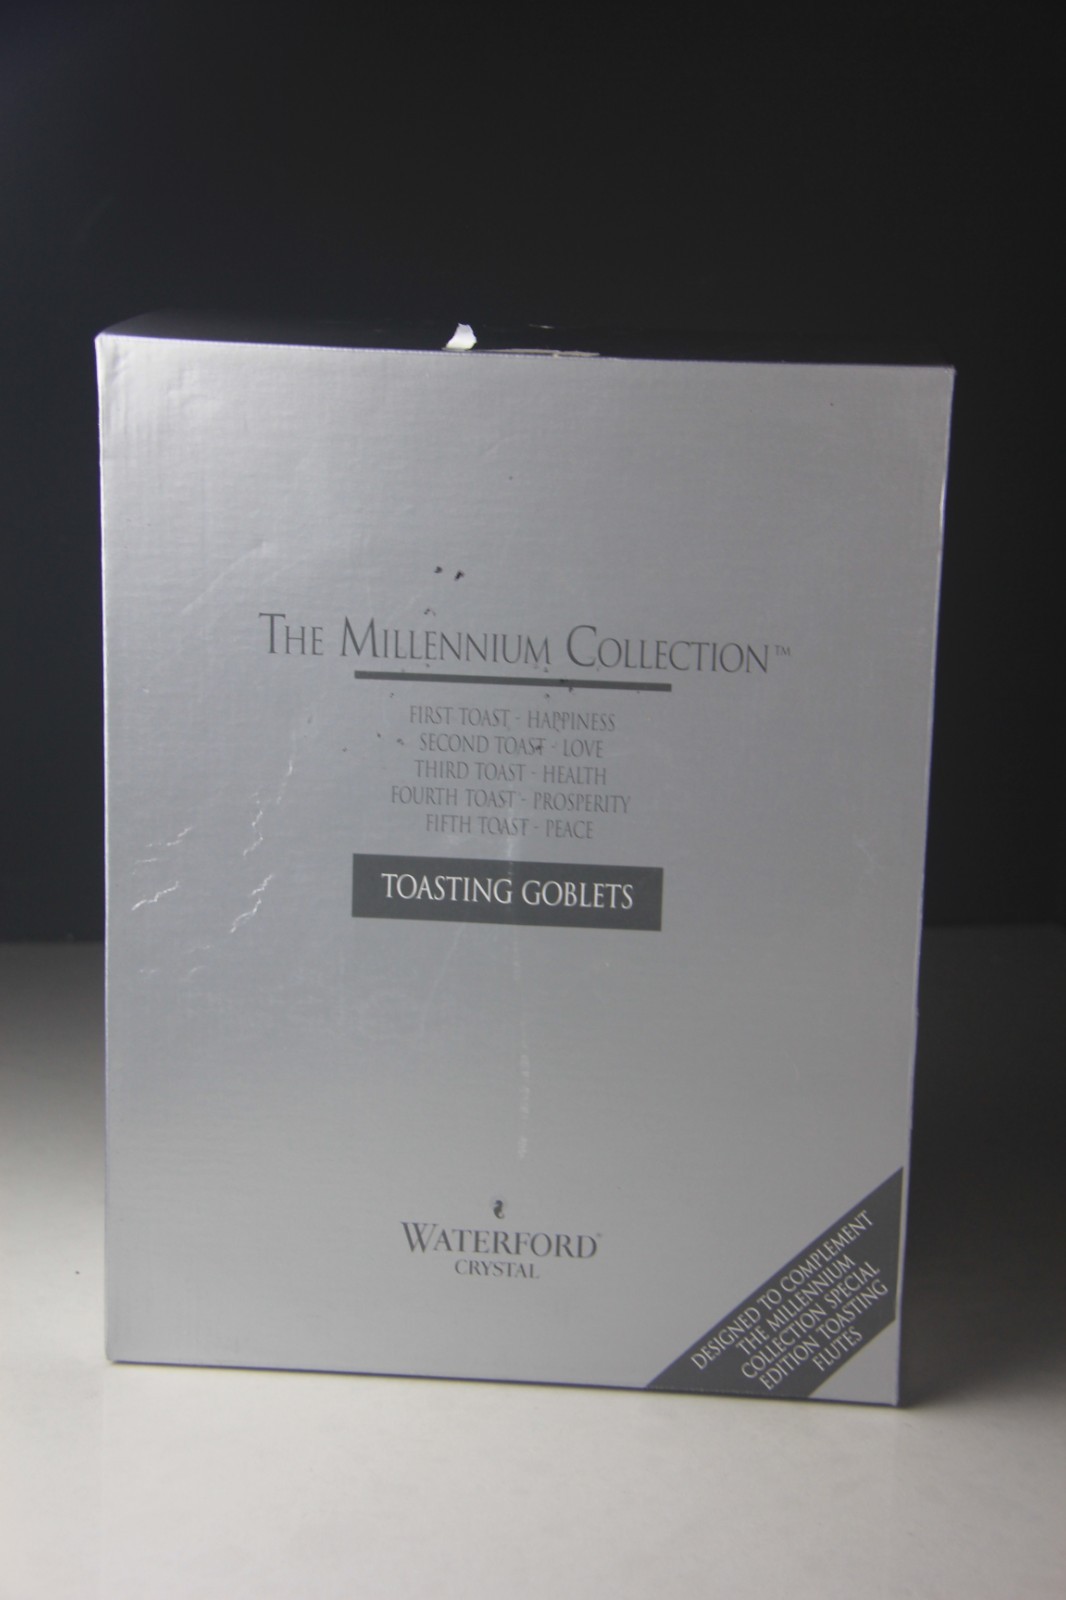 THE MILLENNIUM COLLECTION™
FIRST TOAST - HAPPINESS
SECOND TOAST - LOVE
THIRD TOAST - HEALTH
FOURTH TOAST - PROSPERITY
FIFTH TOAST - PEACE
TOASTING GOBLETS
WATERFORD®
CRYSTAL
DESIGNED TO COMPLEMENT
THE MILLENNIUM
COLLECTION SPECIAL
EDITION TOASTING
FLUTES